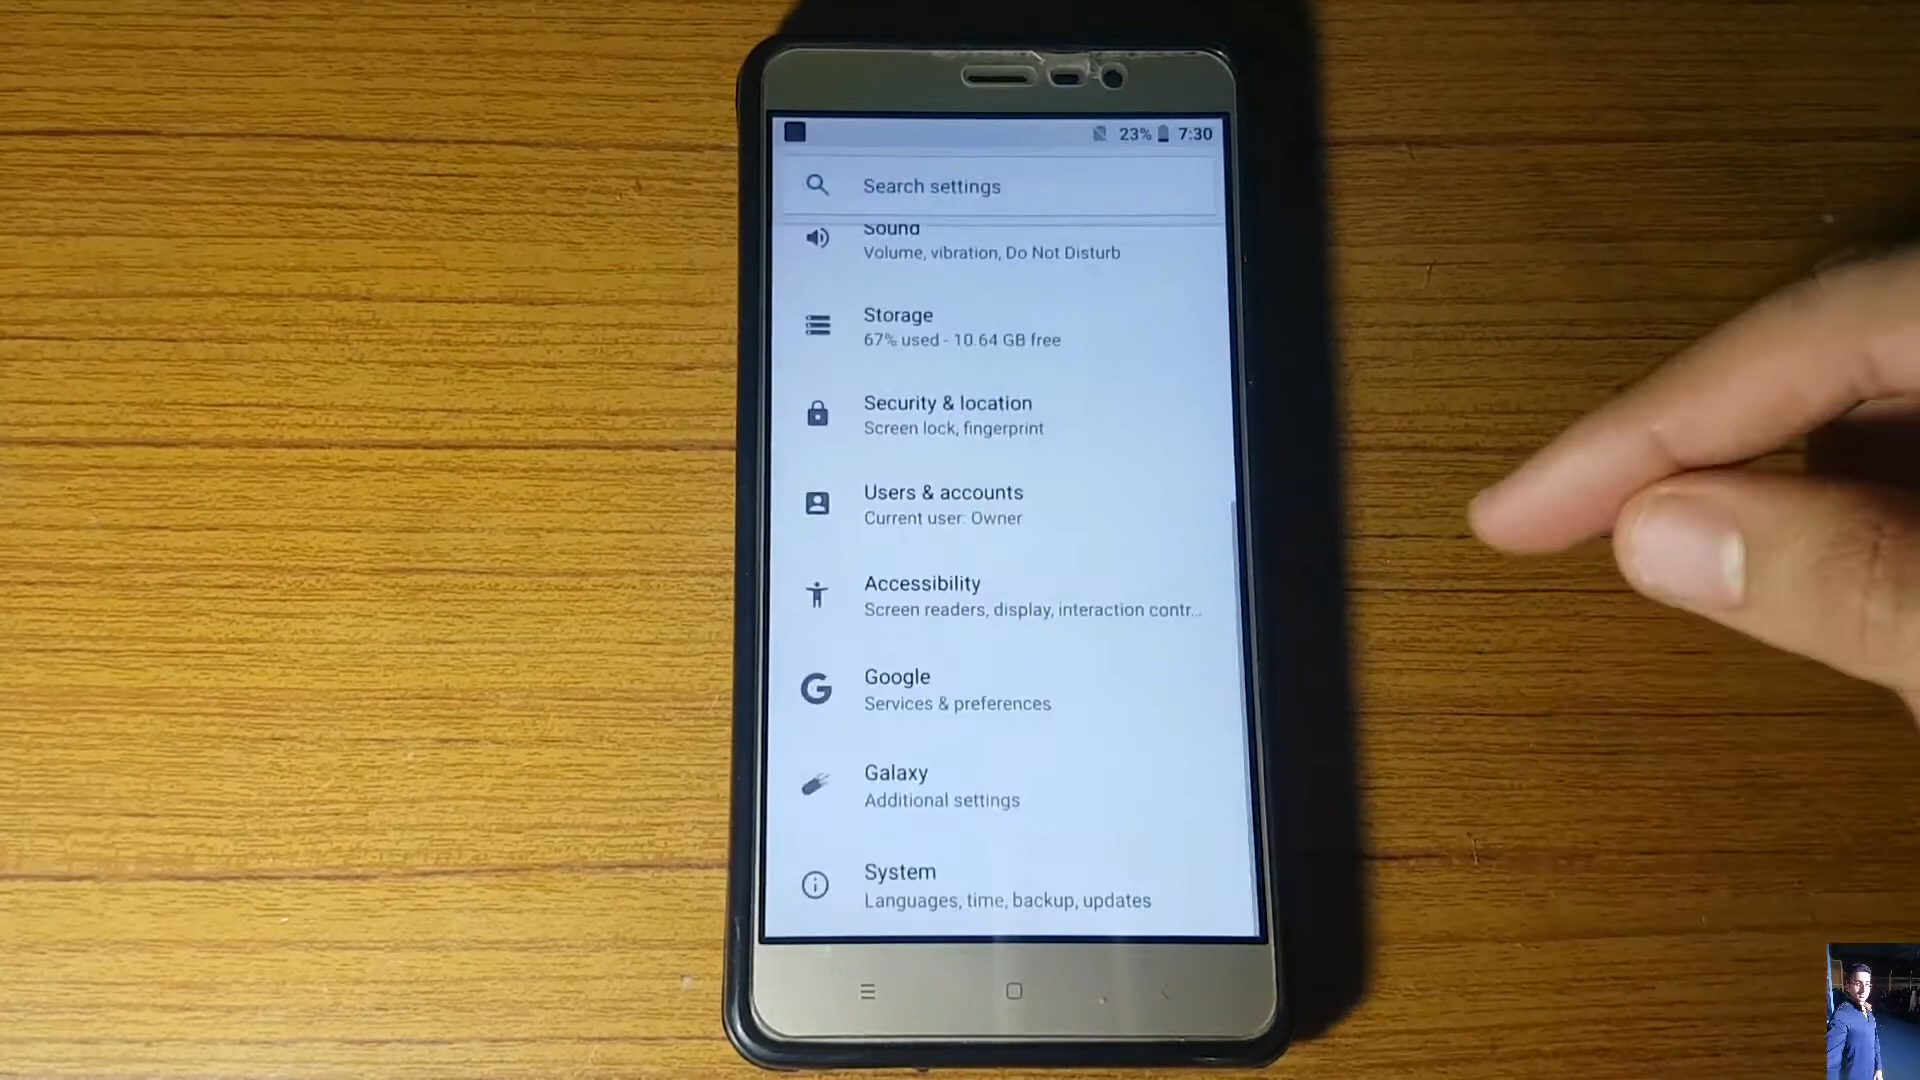 23% 7:30
Search settings
Sound
Volume, vibration, Do Not Disturb
Storage
67% used - 10.64 GB free
Security & location
Screen lock, fingerprint
Users & accounts
Current user: Owner
Accessibility
Screen readers, display, interaction contr...
Google
Services & preferences
Galaxy
Additional settings
System
Languages, time, backup, updates